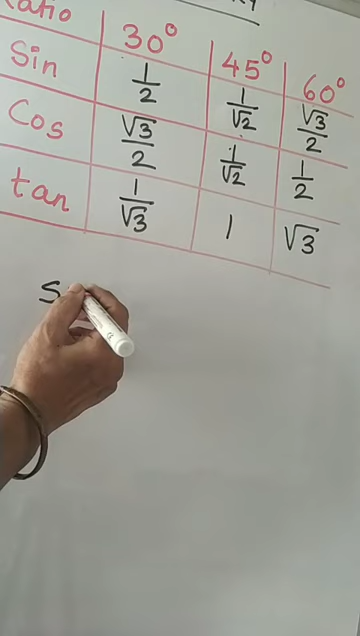 Ratio 30° 45° 60°
Sin 1/2 1/√2 √3/2
Cos √3/2 1/√2 1/2
tan 1/√3 1 √3
S